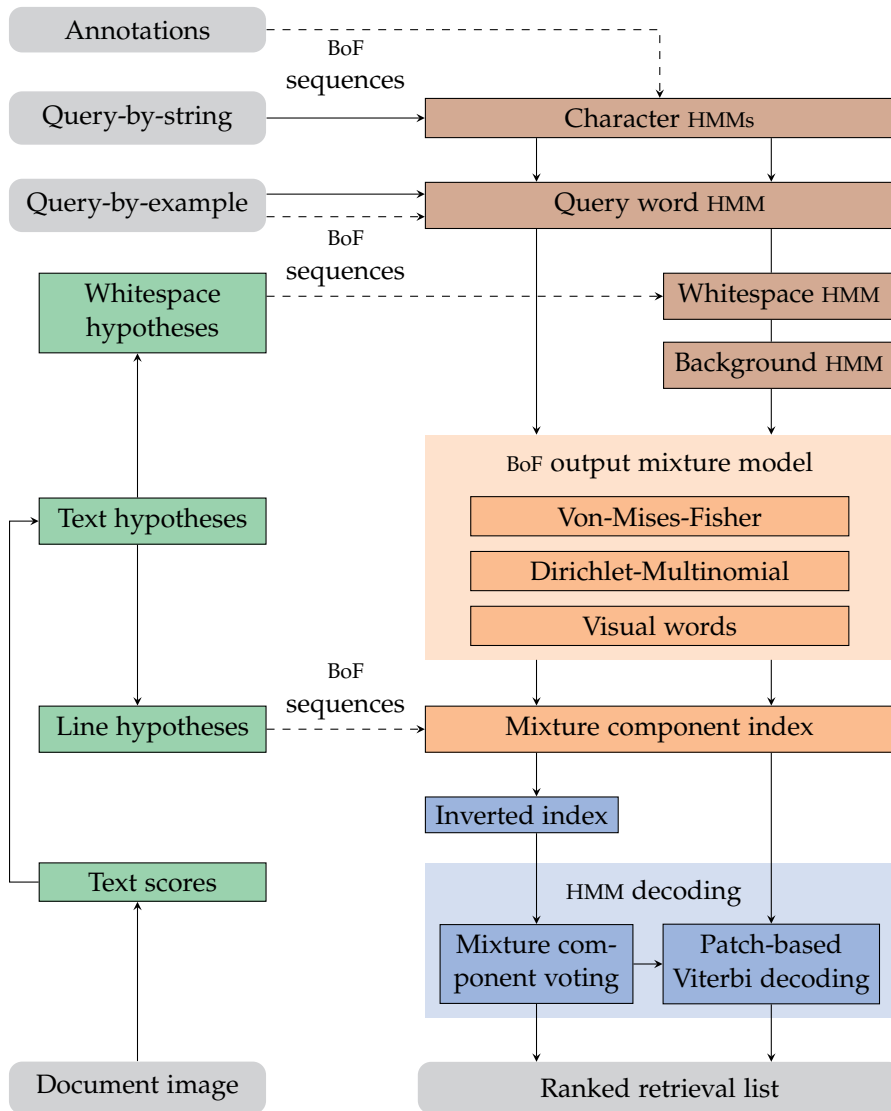 Annotations
BoF
sequences
Query-by-string
Character HMMs
Query-by-example
Query word HMM
BoF
sequences
Whitespace
hypotheses
Whitespace HMM
Background HMM
BoF output mixture model
Text hypotheses
Von-Mises-Fisher
Dirichlet-Multinomial
Visual words
BoF
sequences
Line hypotheses
Mixture component index
Inverted index
Text scores
HMM decoding
Mixture com-
ponent voting
Patch-based
Viterbi decoding
Document image
Ranked retrieval list